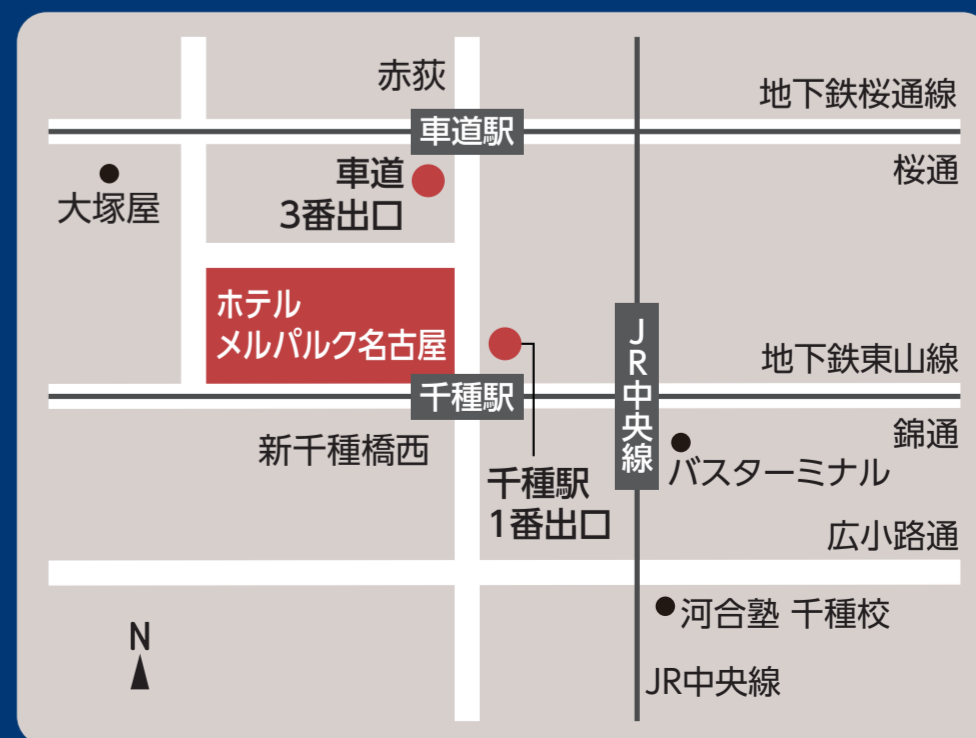 赤荻
地下鉄桜通線
車道駅
桜通
大塚屋
車道
3番出口
ホテル
メルパルク名古屋
JR中央線
地下鉄東山線
千種駅
錦通
新千種橋西
バスターミナル
千種駅
1番出口
広小路通
河合塾 千種校
N
JR中央線